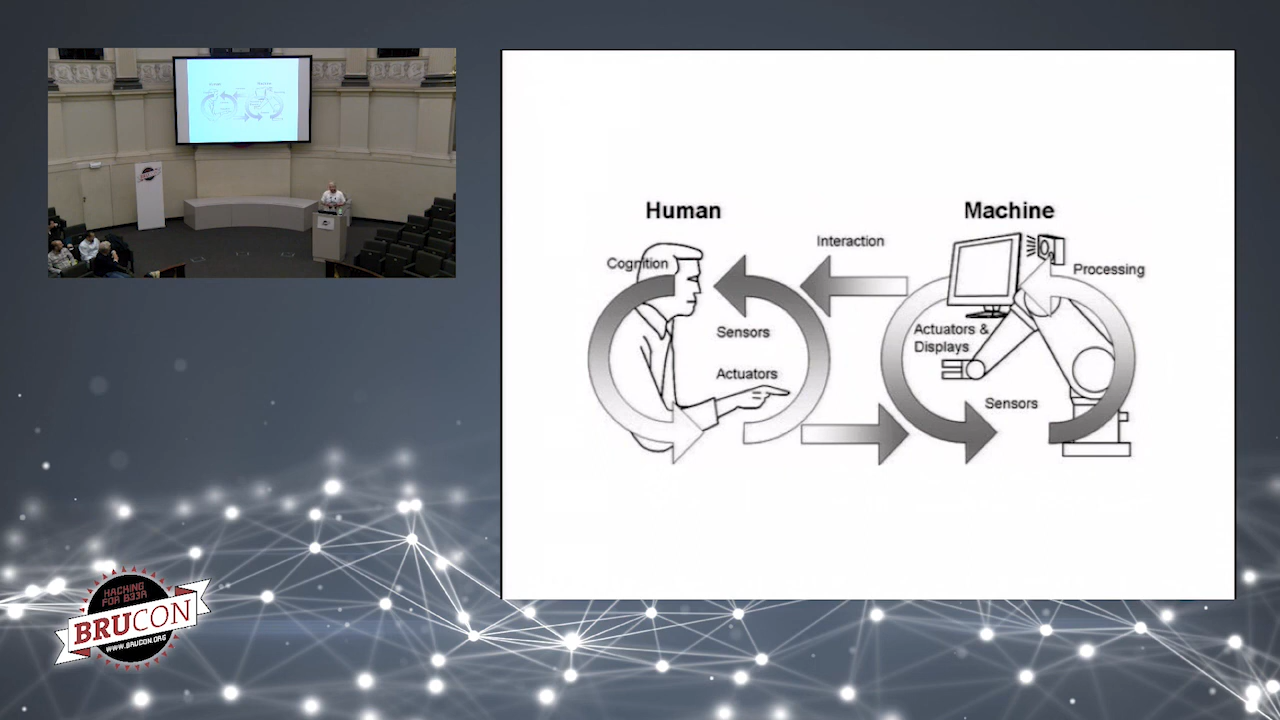 Human
Machine
Interaction
Cognition
Processing
Sensors
Actuators &
Displays
Actuators
Sensors
HACKING
FOR B33R
BRUCON
WWW.BRUCON.ORG